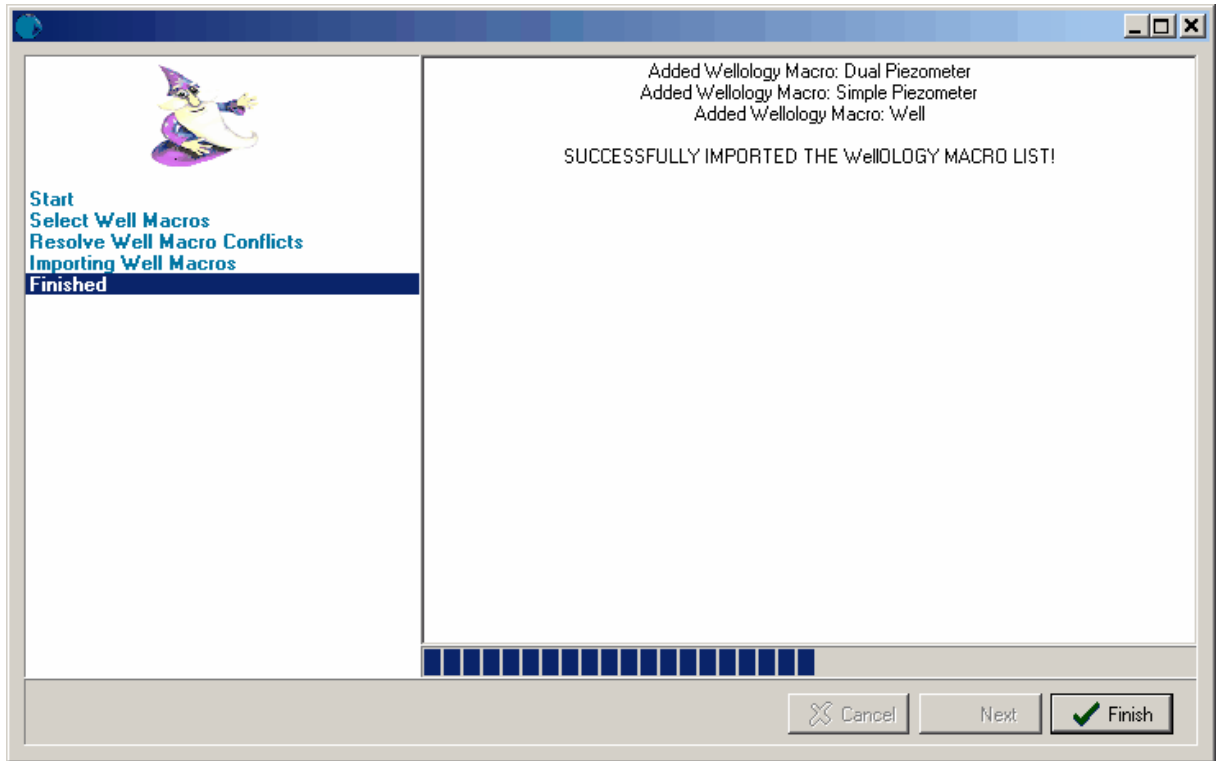 Start
Select Well Macros
Resolve Well Macro Conflicts
Importing Well Macros
Finished
Added Wellology Macro: Dual Piezometer
Added Wellology Macro: Simple Piezometer
Added Wellology Macro: Well
SUCCESSFULLY IMPORTED THE WellOLOGY MACRO LIST!
Cancel
Next
Finish